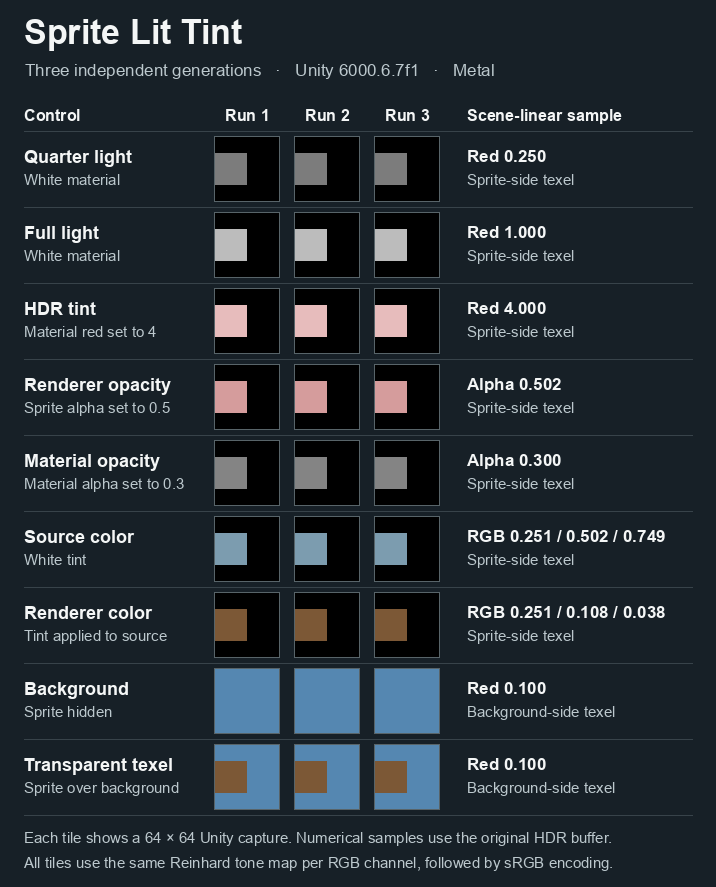 Sprite Lit Tint
Three independent generations · Unity 6000.6.7f1 · Metal
Control Run 1 Run 2 Run 3 Scene-linear sample
Quarter light Red 0.250
White material Sprite-side texel
Full light Red 1.000
White material Sprite-side texel
HDR tint Red 4.000
Material red set to 4 Sprite-side texel
Renderer opacity Alpha 0.502
Sprite alpha set to 0.5 Sprite-side texel
Material opacity Alpha 0.300
Material alpha set to 0.3 Sprite-side texel
Source color RGB 0.251 / 0.502 / 0.749
White tint Sprite-side texel
Renderer color RGB 0.251 / 0.108 / 0.038
Tint applied to source Sprite-side texel
Background Red 0.100
Sprite hidden Background-side texel
Transparent texel Red 0.100
Sprite over background Background-side texel
Each tile shows a 64 × 64 Unity capture. Numerical samples use the original HDR buffer.
All tiles use the same Reinhard tone map per RGB channel, followed by sRGB encoding.